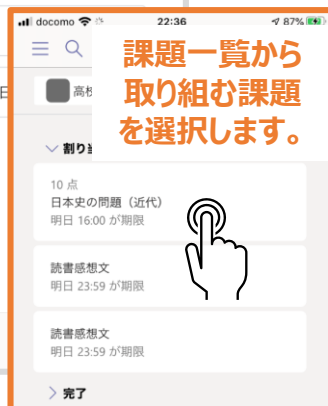 docomo 22:36 87%
課題一覧から
取り組む課題
を選択します。
高校
割り当
10 点
日本史の問題（近代）
明日 16:00 が期限
読書感想文
明日 23:59 が期限
読書感想文
明日 23:59 が期限
完了